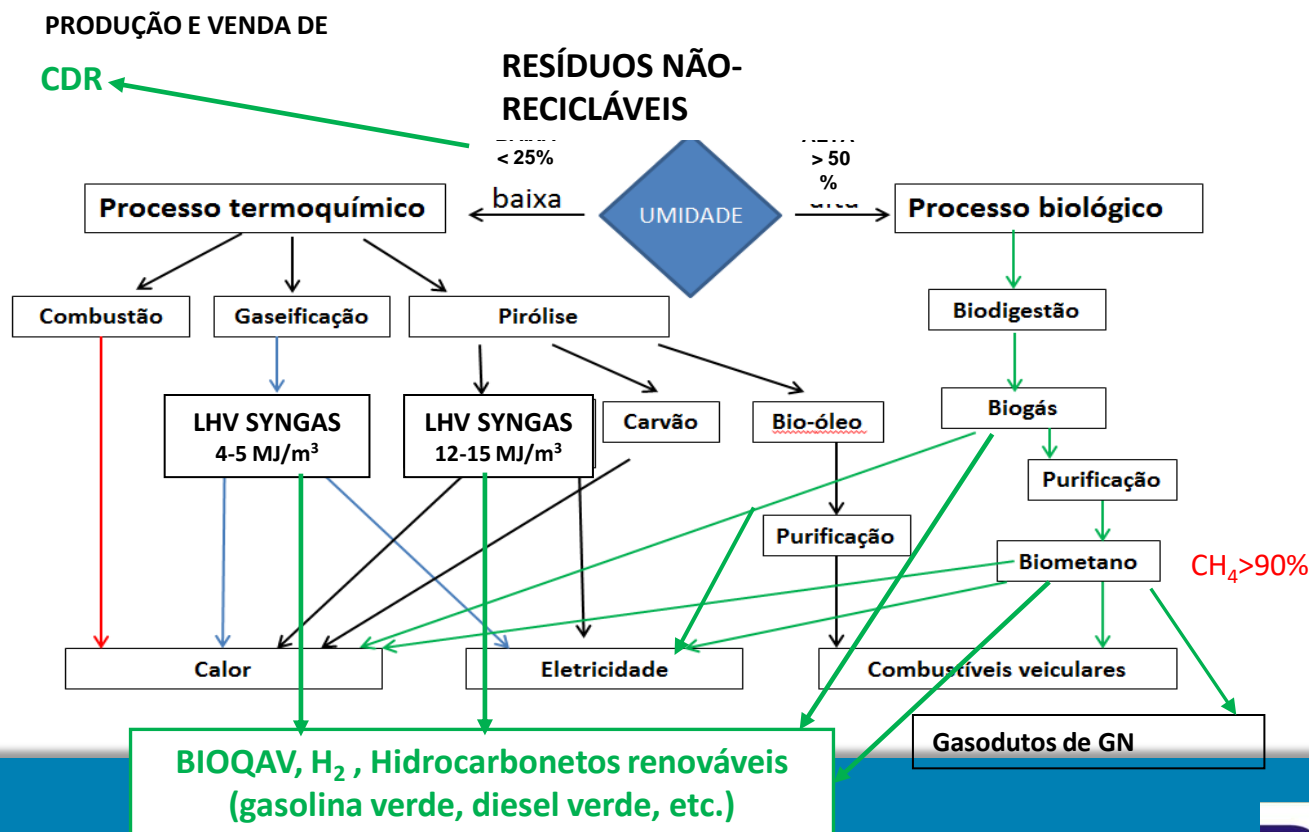 PRODUÇÃO E VENDA DE
CDR
RESÍDUOS NÃO-
RECICLÁVEIS
< 25%
> 50
%
baixa
UMIDADE
Processo termoquímico
Processo biológico
Combustão
Gaseificação
Pirólise
Biodigestão
LHV SYNGAS
4-5 MJ/m³
LHV SYNGAS
12-15 MJ/m³
Carvão
Bio-óleo
Biogás
Purificação
Purificação
Biometano
CH₄>90%
Calor
Eletricidade
Combustíveis veiculares
Gasodutos de GN
BIOQAV, H₂ , Hidrocarbonetos renováveis
(gasolina verde, diesel verde, etc.)